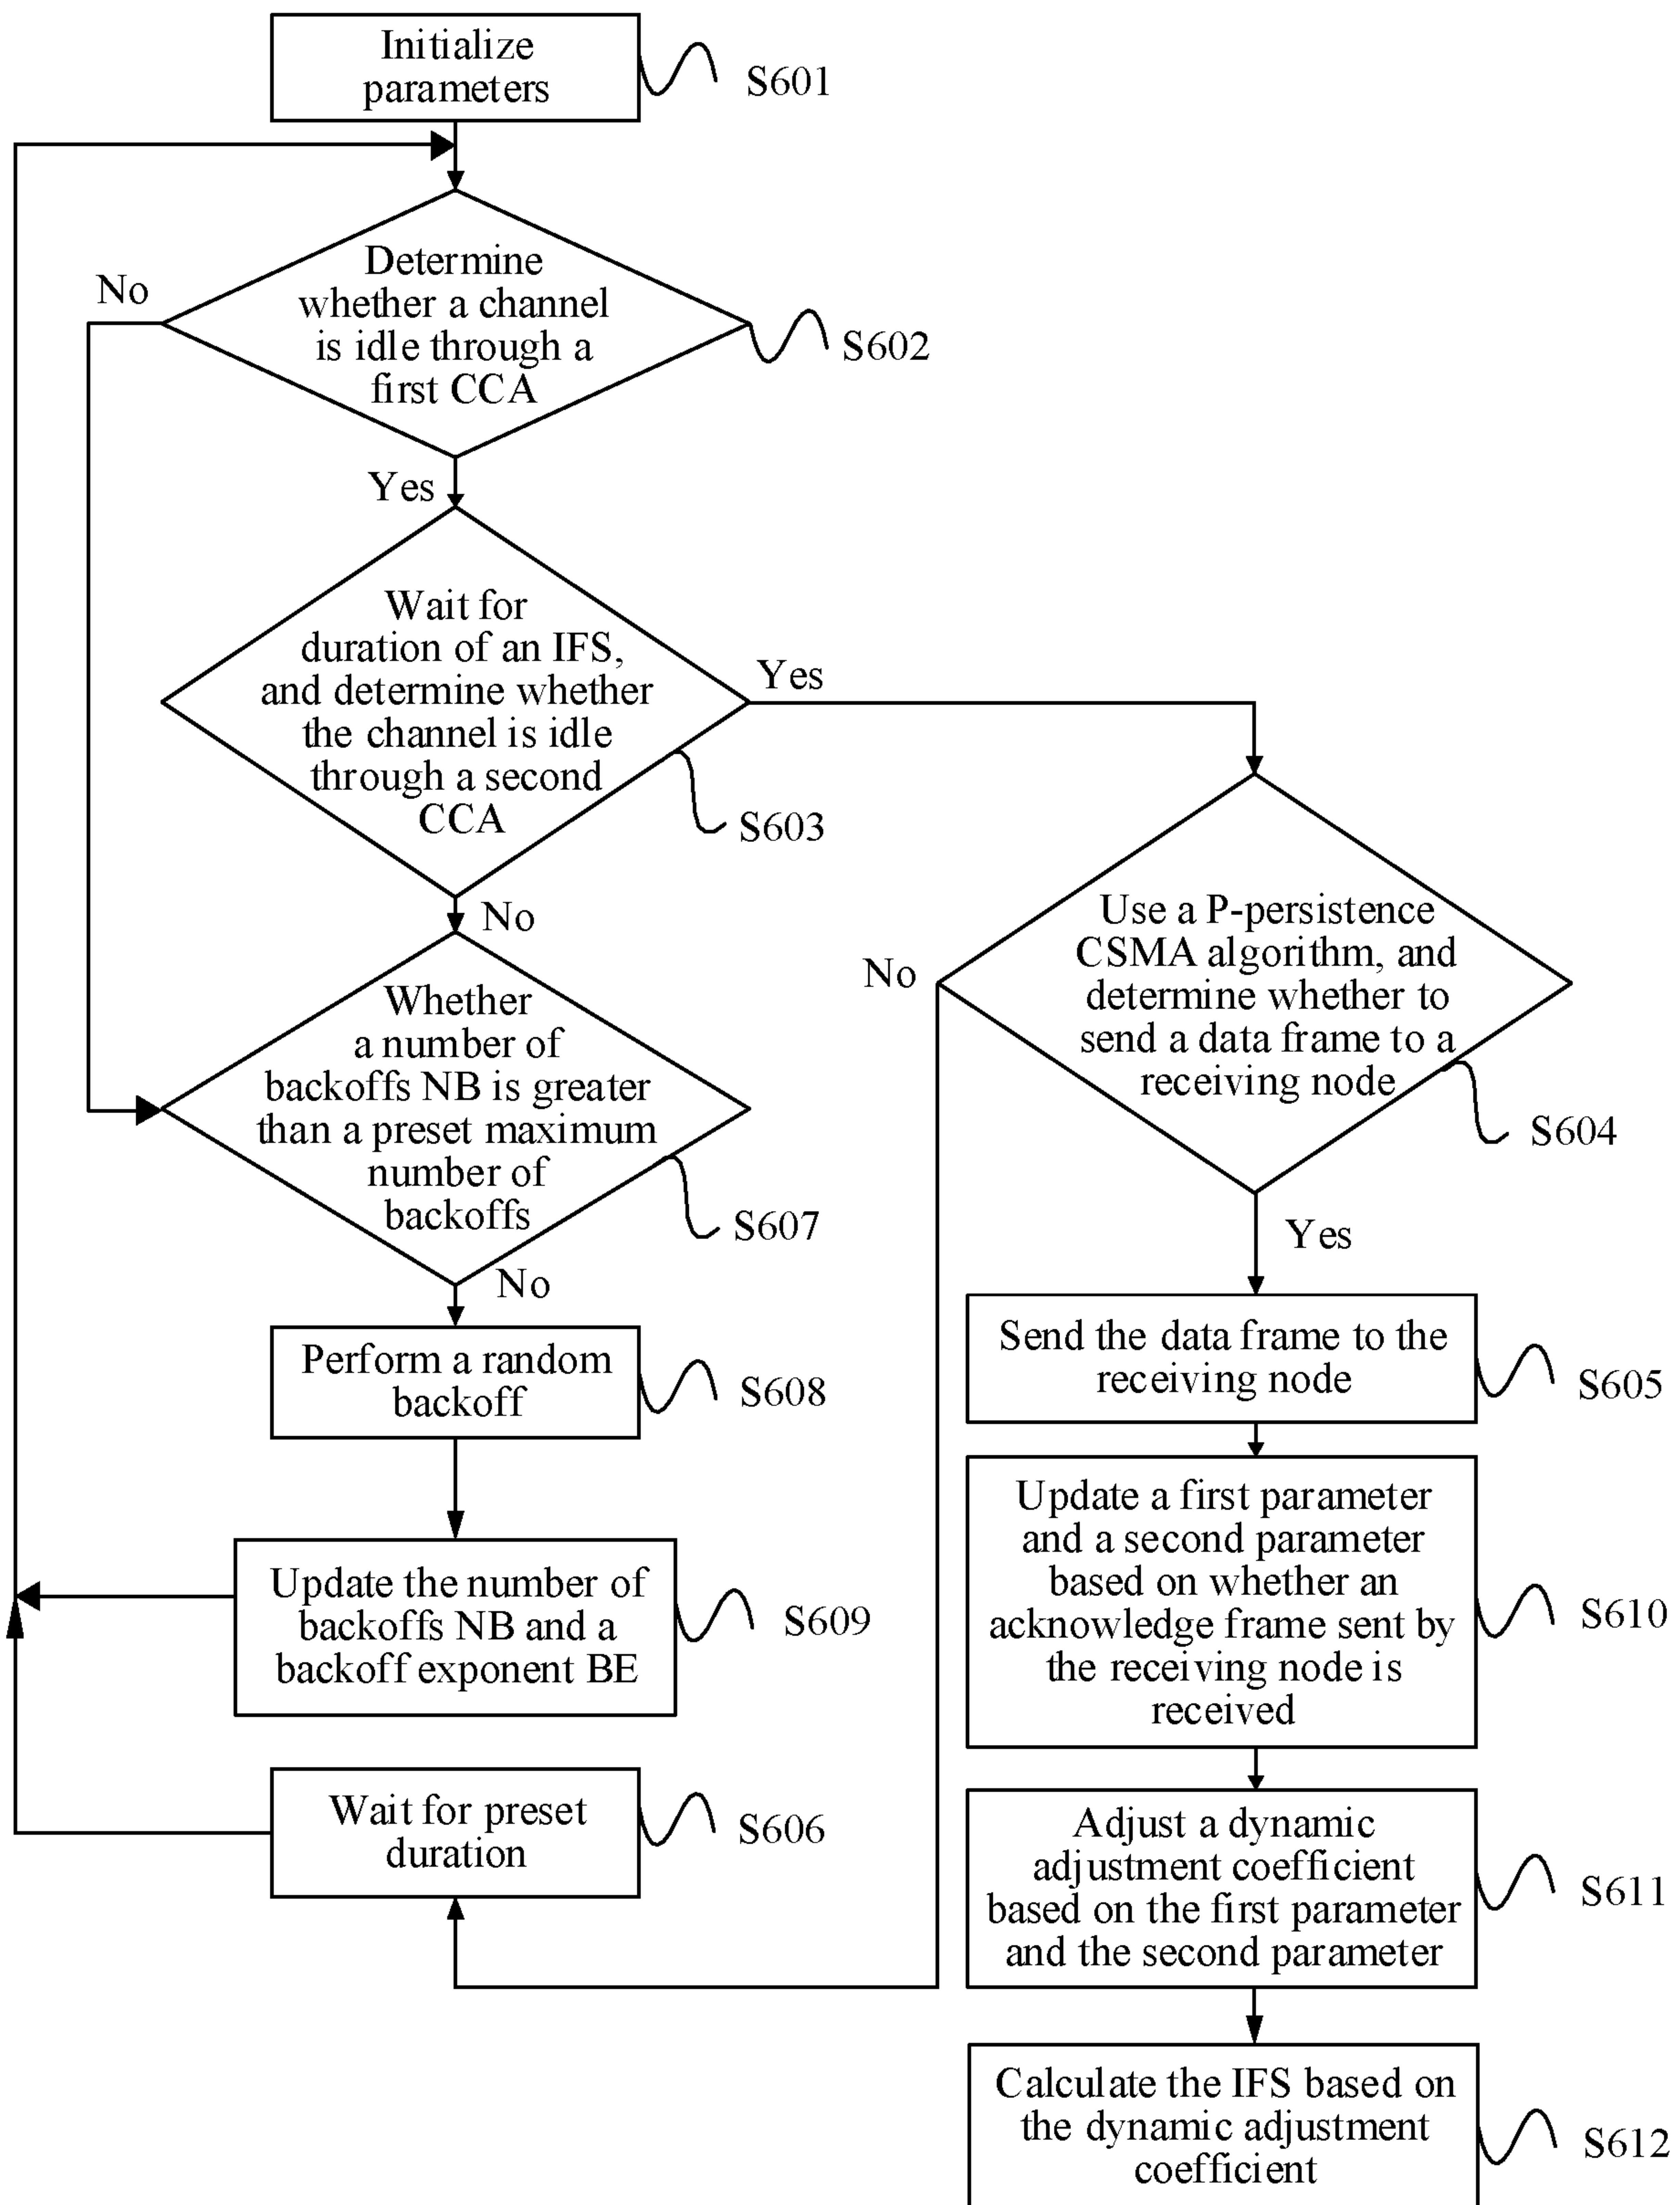 Initialize
parameters
S601
No
Determine
whether a channel
is idle through a
first CCA
S602
Yes
Wait for
duration of an IFS,
and determine whether
the channel is idle
through a second
CCA
Yes
S603
No
Use a P-persistence
CSMA algorithm, and
determine whether to
send a data frame to a
receiving node
No
S604
Yes
Whether
a number of
backoffs NB is greater
than a preset maximum
number of
backoffs
S607
No
Perform a random
backoff
S608
Send the data frame to the
receiving node
S605
Update the number of
backoffs NB and a
backoff exponent BE
S609
Update a first parameter
and a second parameter
based on whether an
acknowledge frame sent by
the receiving node is
received
S610
Wait for preset
duration
S606
Adjust a dynamic
adjustment coefficient
based on the first parameter
and the second parameter
S611
Calculate the IFS based on
the dynamic adjustment
coefficient
S612